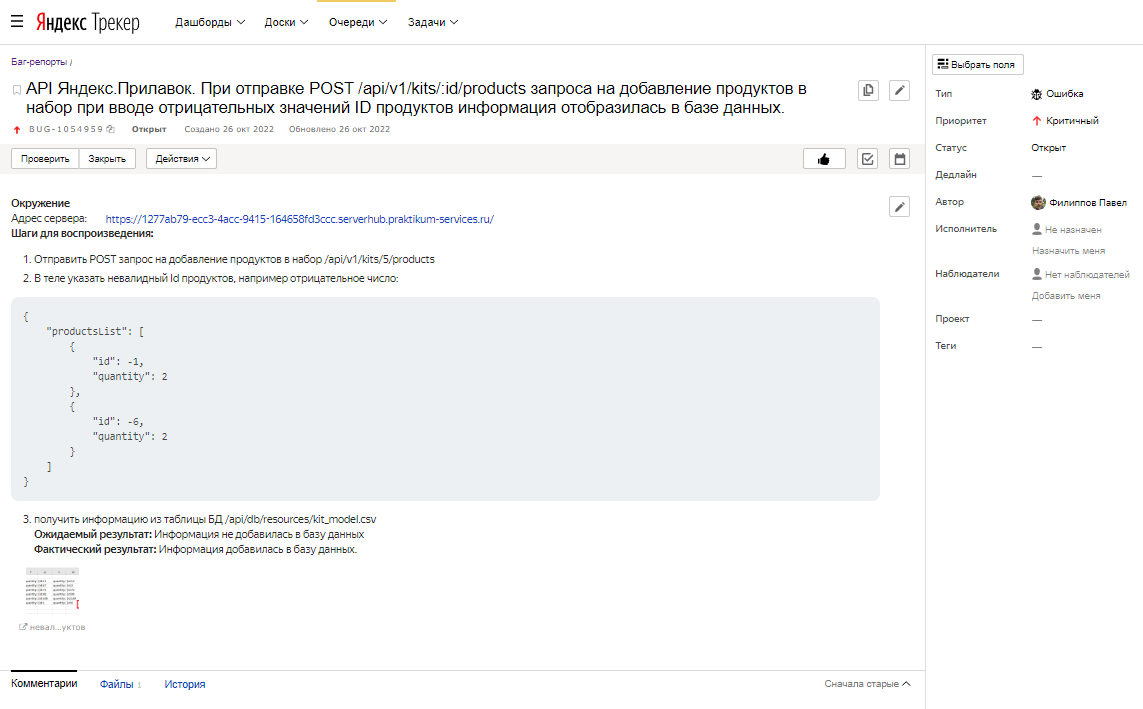 Яндекс Трекер
Дашборды
Доски
Очереди
Задачи
Баг-репорты /
API Яндекс.Прилавок. При отправке POST /api/v1/kits/:id/products запроса на добавление продуктов в
набор при вводе отрицательных значений ID продуктов информация отобразилась в базе данных.
BUG-1054959 Открыт Создано 26 окт 2022 Обновлено 26 окт 2022
Проверить Закрыть Действия
Окружение
Адрес сервера: https://1277ab79-ecc3-4acc-9415-164658fd3ccc.serverhub.praktikum-services.ru/
Шаги для воспроизведения:
1. Отправить POST запрос на добавление продуктов в набор /api/v1/kits/5/products
2. В теле указать невалидный Id продуктов, например отрицательное число:
{
"productsList": [
{
"id": -1,
"quantity": 2
},
{
"id": -6,
"quantity": 2
}
]
}
3. получить информацию из таблицы БД /api/db/resources/kit_model.csv
Ожидаемый результат: Информация не добавилась в базу данных
Фактический результат: Информация добавилась в базу данных.
невал...уктов
Комментарии Файлы 1 История Сначала старые
Выбрать поля
Тип Ошибка
Приоритет Критичный
Статус Открыт
Дедлайн —
Автор Филиппов Павел
Исполнитель Не назначен
Назначить меня
Наблюдатели Нет наблюдателей
Добавить меня
Проект —
Теги —